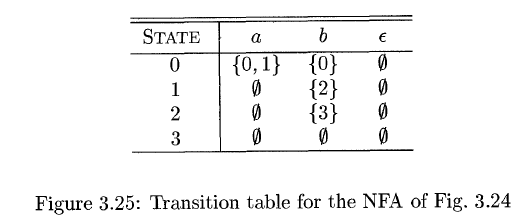 STATE a b ϵ
0 {0, 1} {0} ∅
1 ∅ {2} ∅
2 ∅ {3} ∅
3 ∅ ∅ ∅
Figure 3.25: Transition table for the NFA of Fig. 3.24